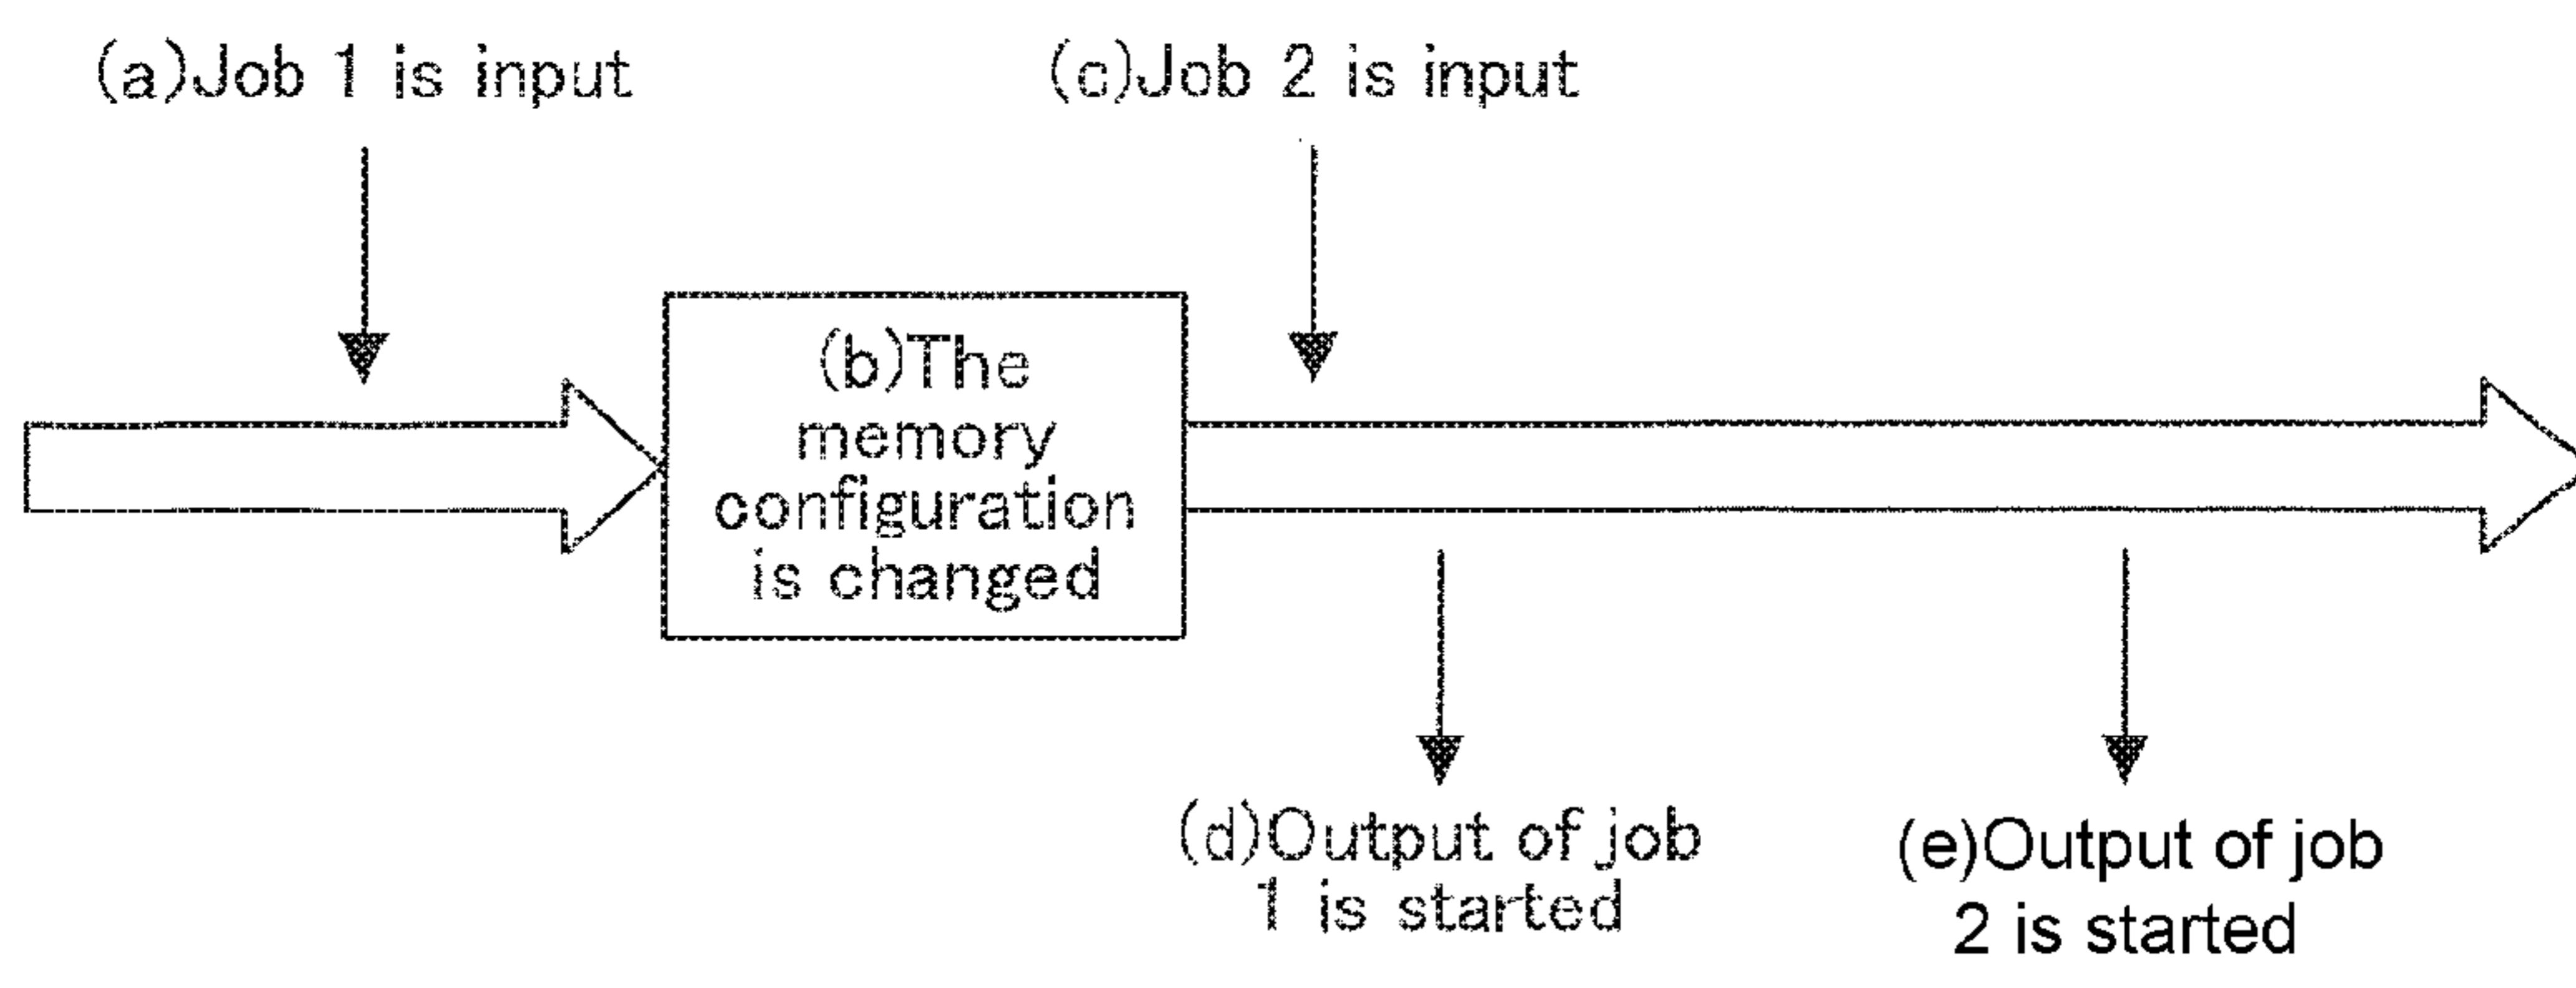 (a)Job 1 is input
(c)Job 2 is input
(b)The
memory
configuration
is changed
(d)Output of job
1 is started
(e)Output of job
2 is started